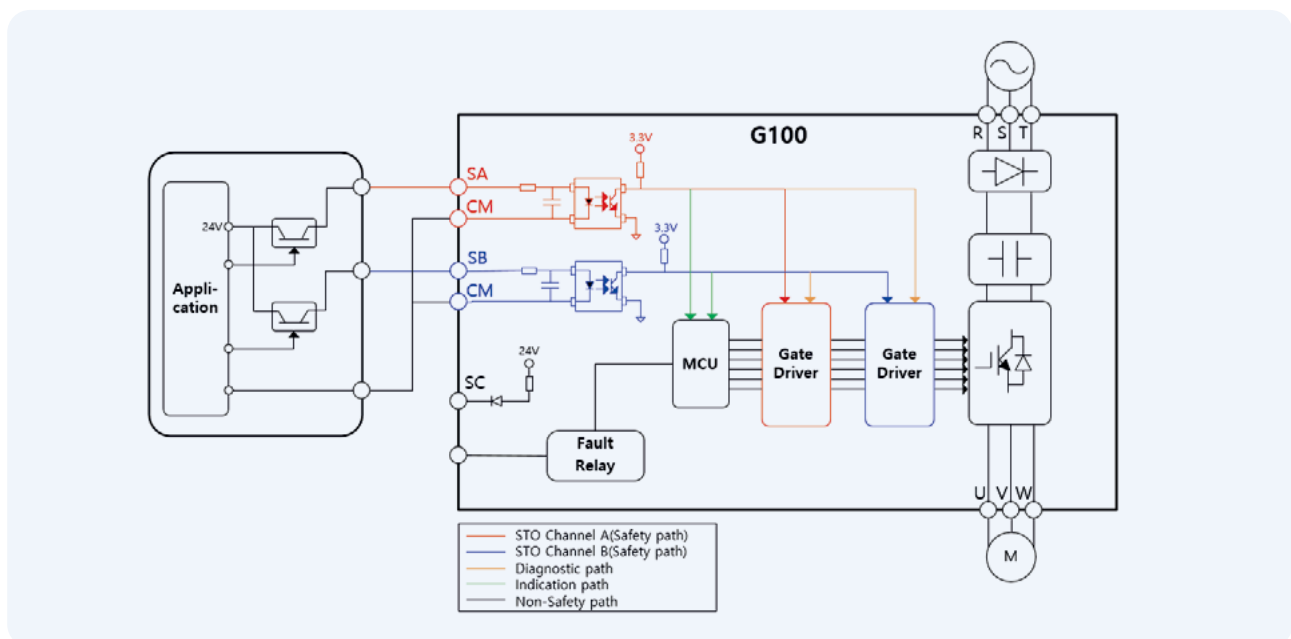 G100
R S T
3.3V
SA
CM
3.3V
24V
SB
CM
Appli-
cation
MCU
Gate
Driver
Gate
Driver
24V
SC
Fault
Relay
U V W
M
STO Channel A(Safety path)
STO Channel B(Safety path)
Diagnostic path
Indication path
Non-Safety path